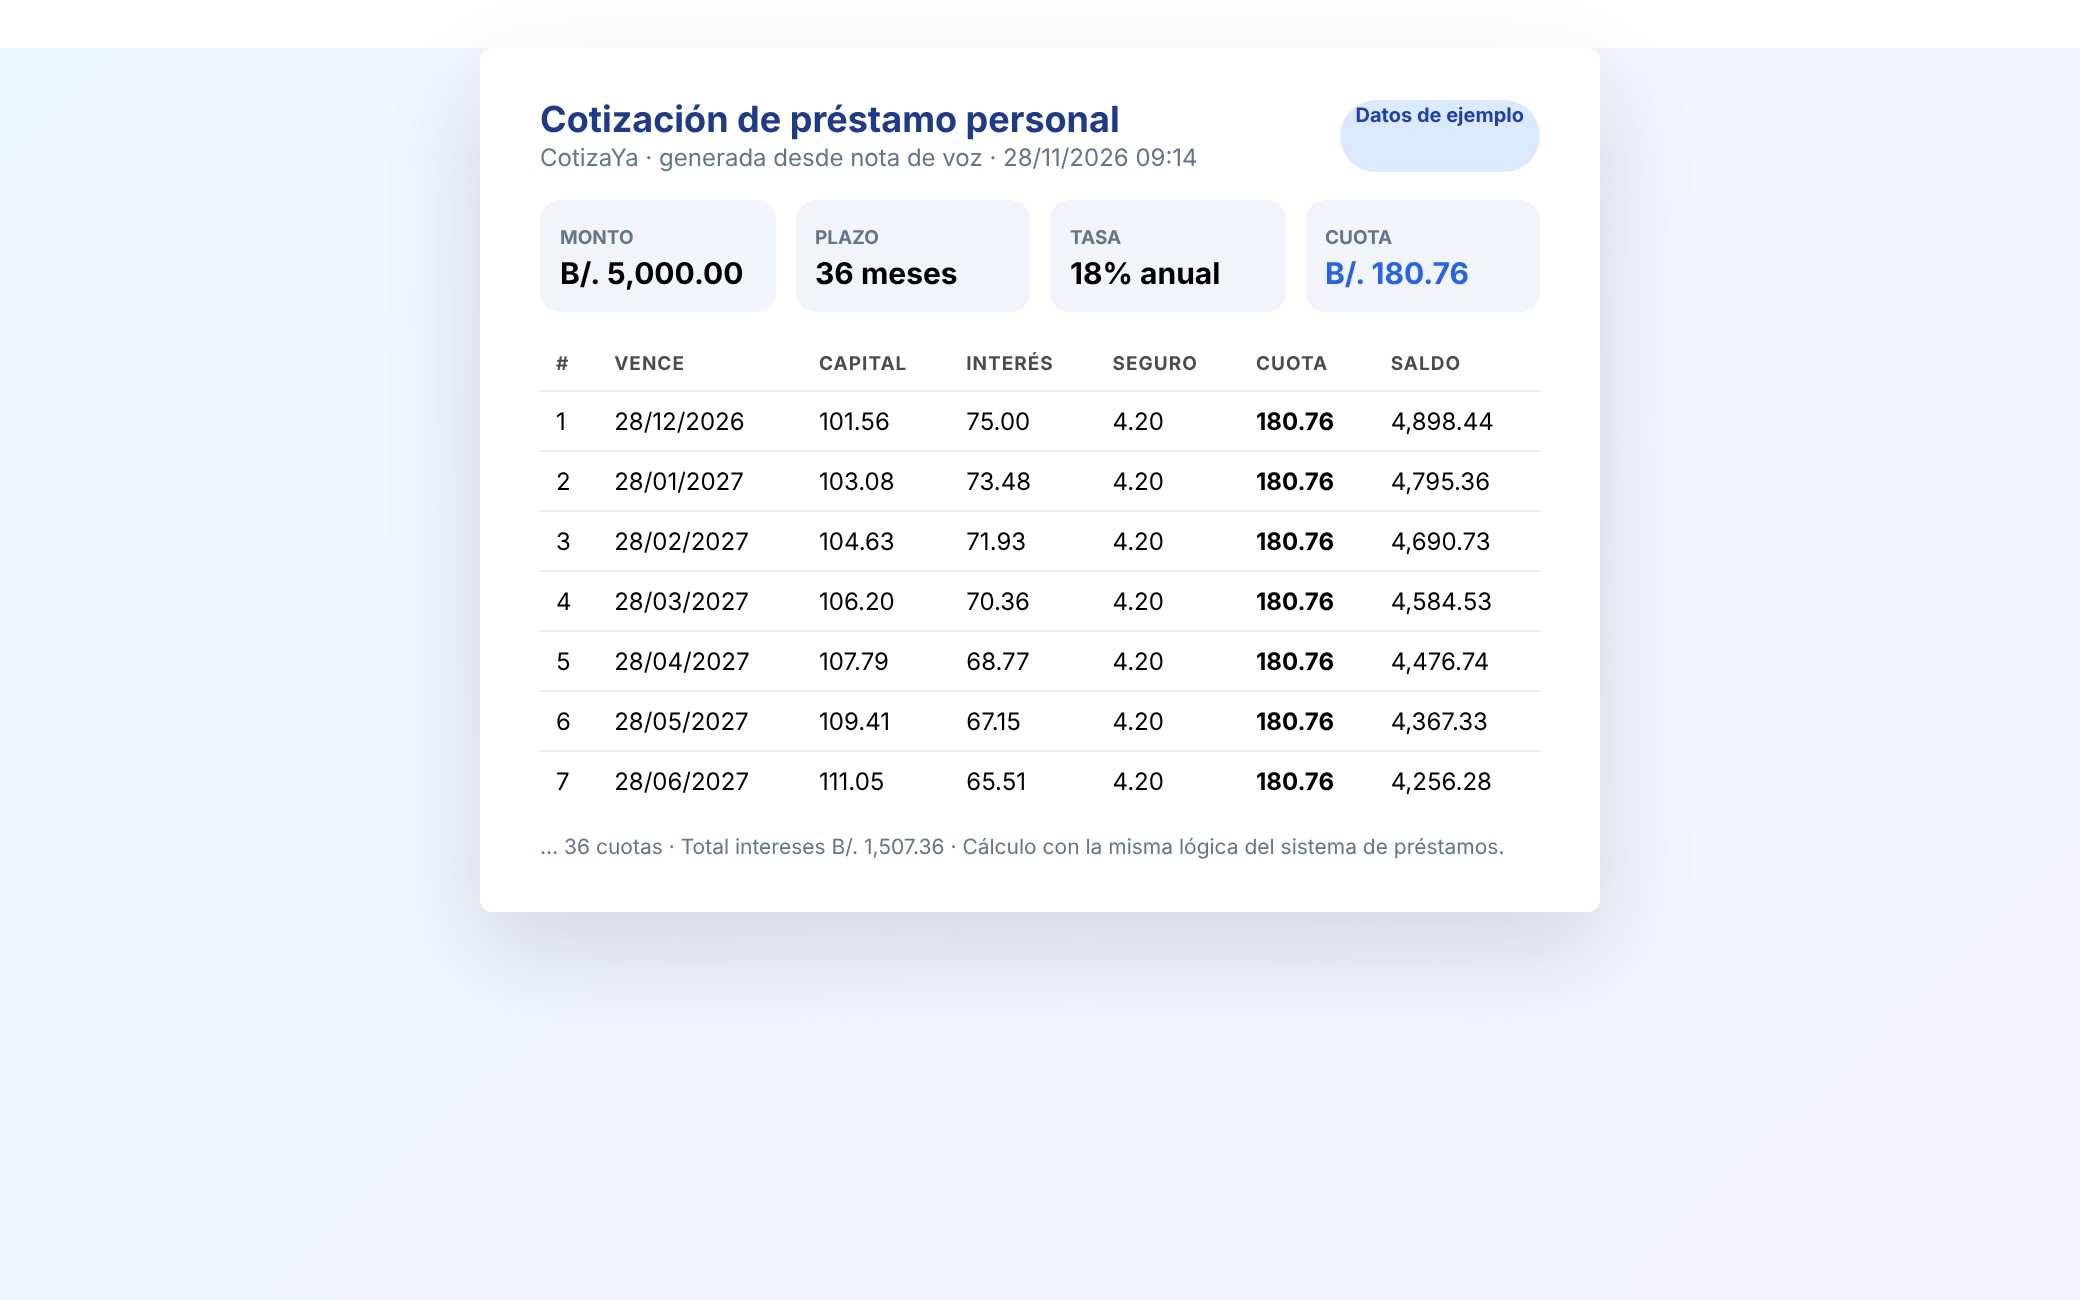 Cotización de préstamo personal
Datos de ejemplo
CotizaYa · generada desde nota de voz · 28/11/2026 09:14
MONTO PLAZO TASA CUOTA
B/. 5,000.00 36 meses 18% anual B/. 180.76
# VENCE CAPITAL INTERÉS SEGURO CUOTA SALDO
1 28/12/2026 101.56 75.00 4.20 180.76 4,898.44
2 28/01/2027 103.08 73.48 4.20 180.76 4,795.36
3 28/02/2027 104.63 71.93 4.20 180.76 4,690.73
4 28/03/2027 106.20 70.36 4.20 180.76 4,584.53
5 28/04/2027 107.79 68.77 4.20 180.76 4,476.74
6 28/05/2027 109.41 67.15 4.20 180.76 4,367.33
7 28/06/2027 111.05 65.51 4.20 180.76 4,256.28
... 36 cuotas · Total intereses B/. 1,507.36 · Cálculo con la misma lógica del sistema de préstamos.